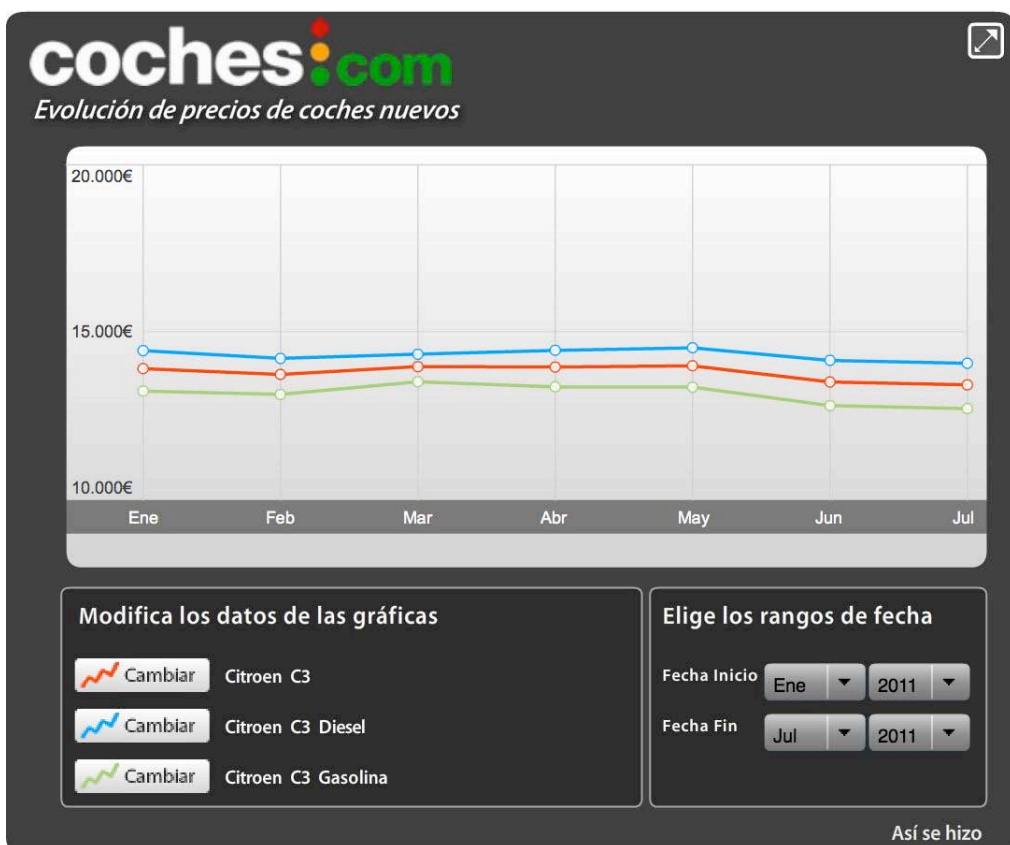 coches:com
Evolución de precios de coches nuevos
20.000€
15.000€
10.000€
Ene Feb Mar Abr May Jun Jul
Modifica los datos de las gráficas
Cambiar Citroen C3
Cambiar Citroen C3 Diesel
Cambiar Citroen C3 Gasolina
Elige los rangos de fecha
Fecha Inicio Ene 2011
Fecha Fin Jul 2011
Así se hizo